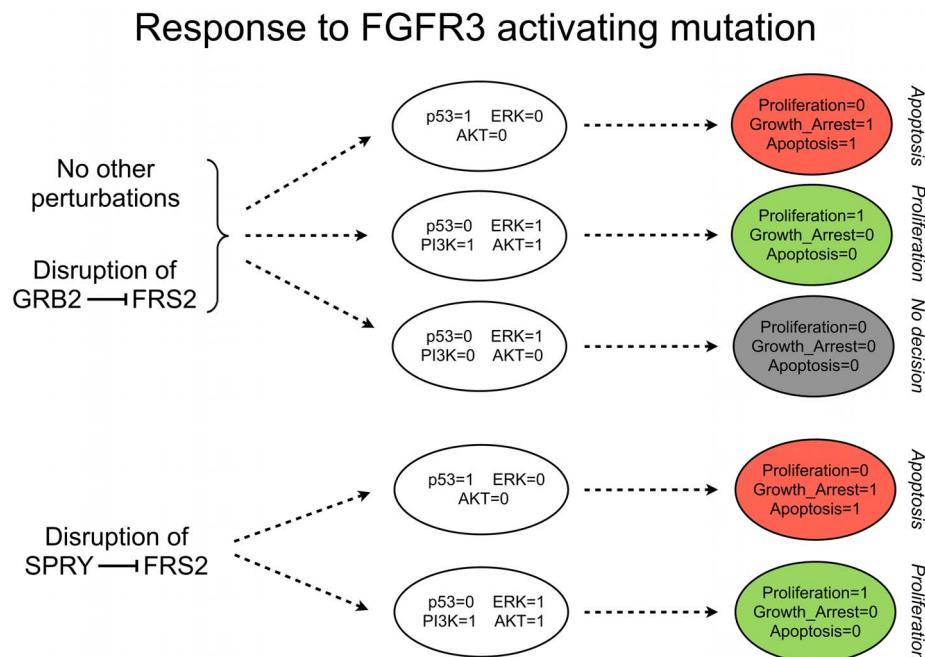 Response to FGFR3 activating mutation
No other
perturbations
Disruption of
GRB2 FRS2
p53=1 ERK=0
AKT=0
Proliferation=0
Growth_Arrest=1
Apoptosis=1
Apoptosis
p53=0 ERK=1
PI3K=1 AKT=1
Proliferation=1
Growth_Arrest=0
Apoptosis=0
Proliferation
p53=0 ERK=1
PI3K=0 AKT=0
Proliferation=0
Growth_Arrest=0
Apoptosis=0
No decision
Disruption of
SPRY FRS2
p53=1 ERK=0
AKT=0
Proliferation=0
Growth_Arrest=1
Apoptosis=1
Apoptosis
p53=0 ERK=1
PI3K=1 AKT=1
Proliferation=1
Growth_Arrest=0
Apoptosis=0
Proliferation